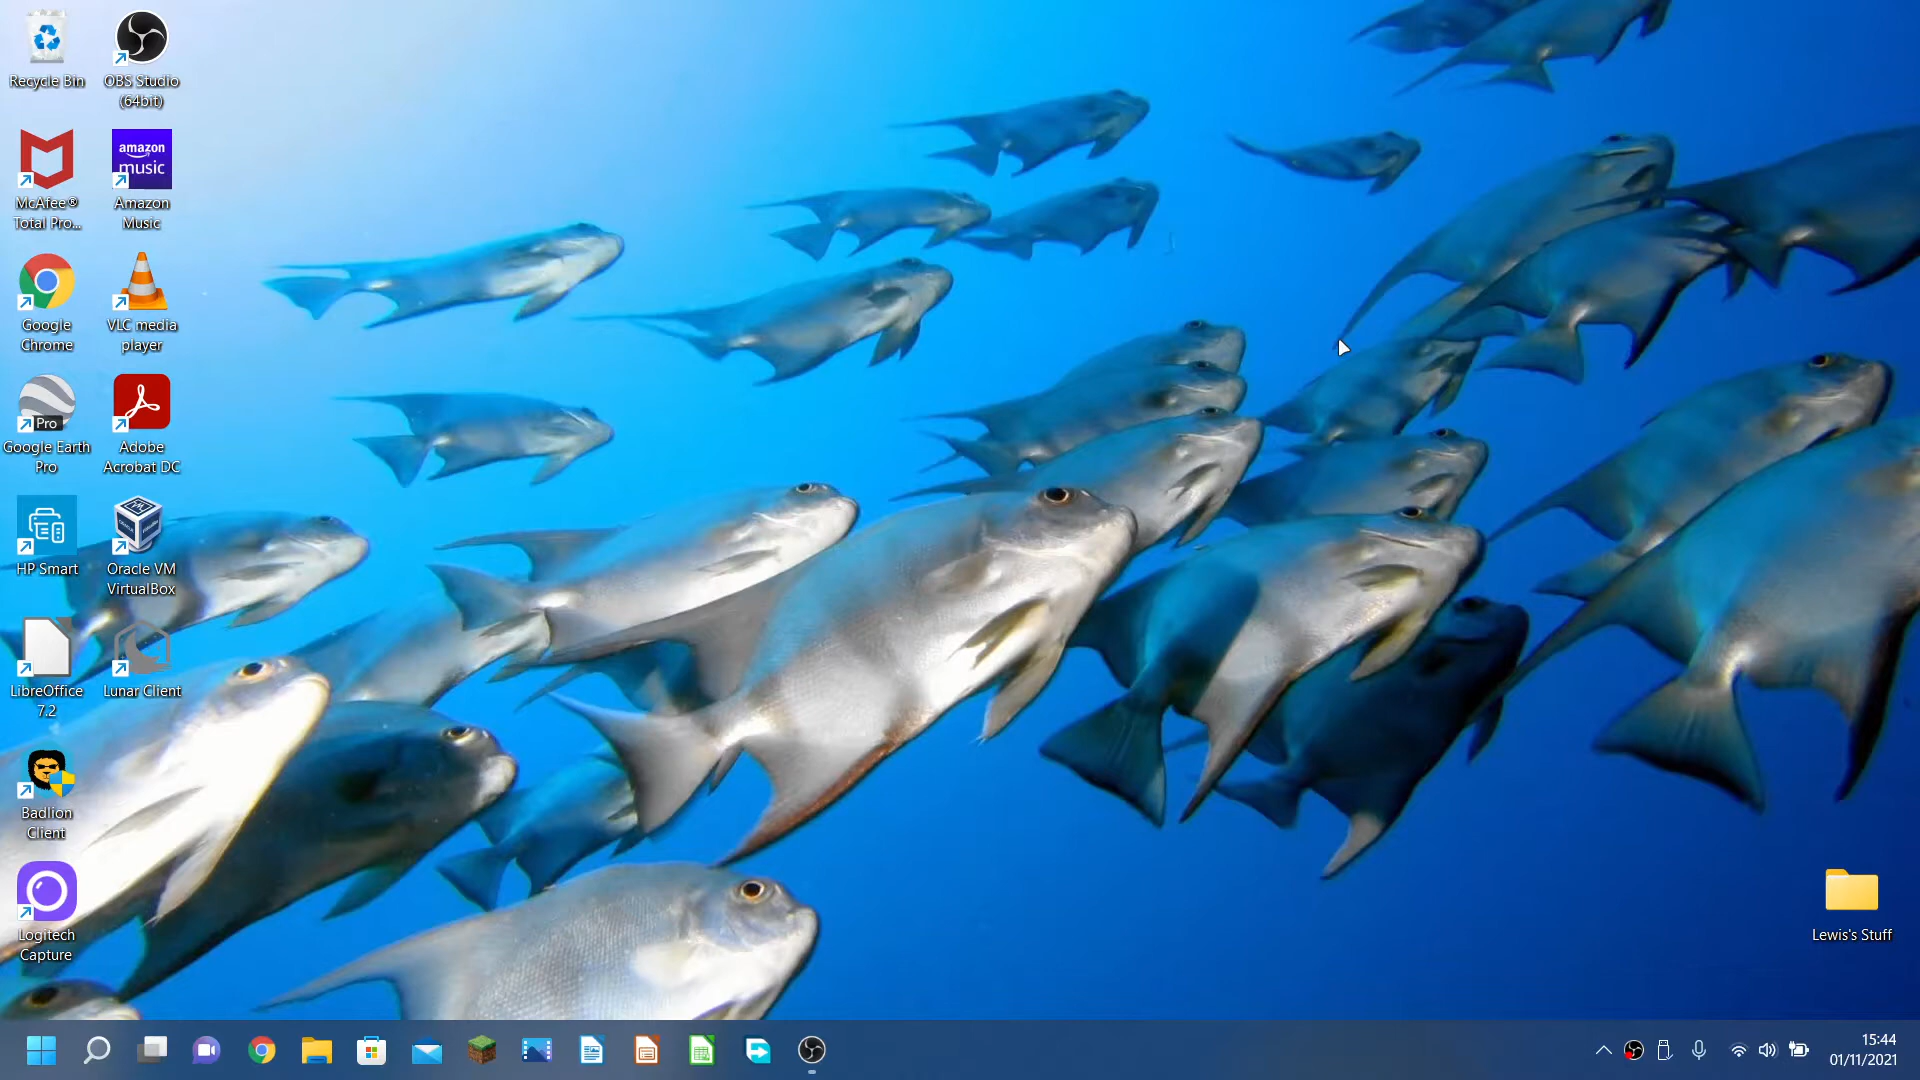 Recycle Bin
OBS Studio
(64bit)
McAfee®
Total Pro...
amazon
music
Amazon
Music
Google
Chrome
VLC media
player
Pro
Google Earth
Pro
Adobe
Acrobat DC
HP Smart
Oracle VM
VirtualBox
LibreOffice
7.2
Lunar Client
Badlion
Client
Logitech
Capture
Lewis's Stuff
15:44
01/11/2021